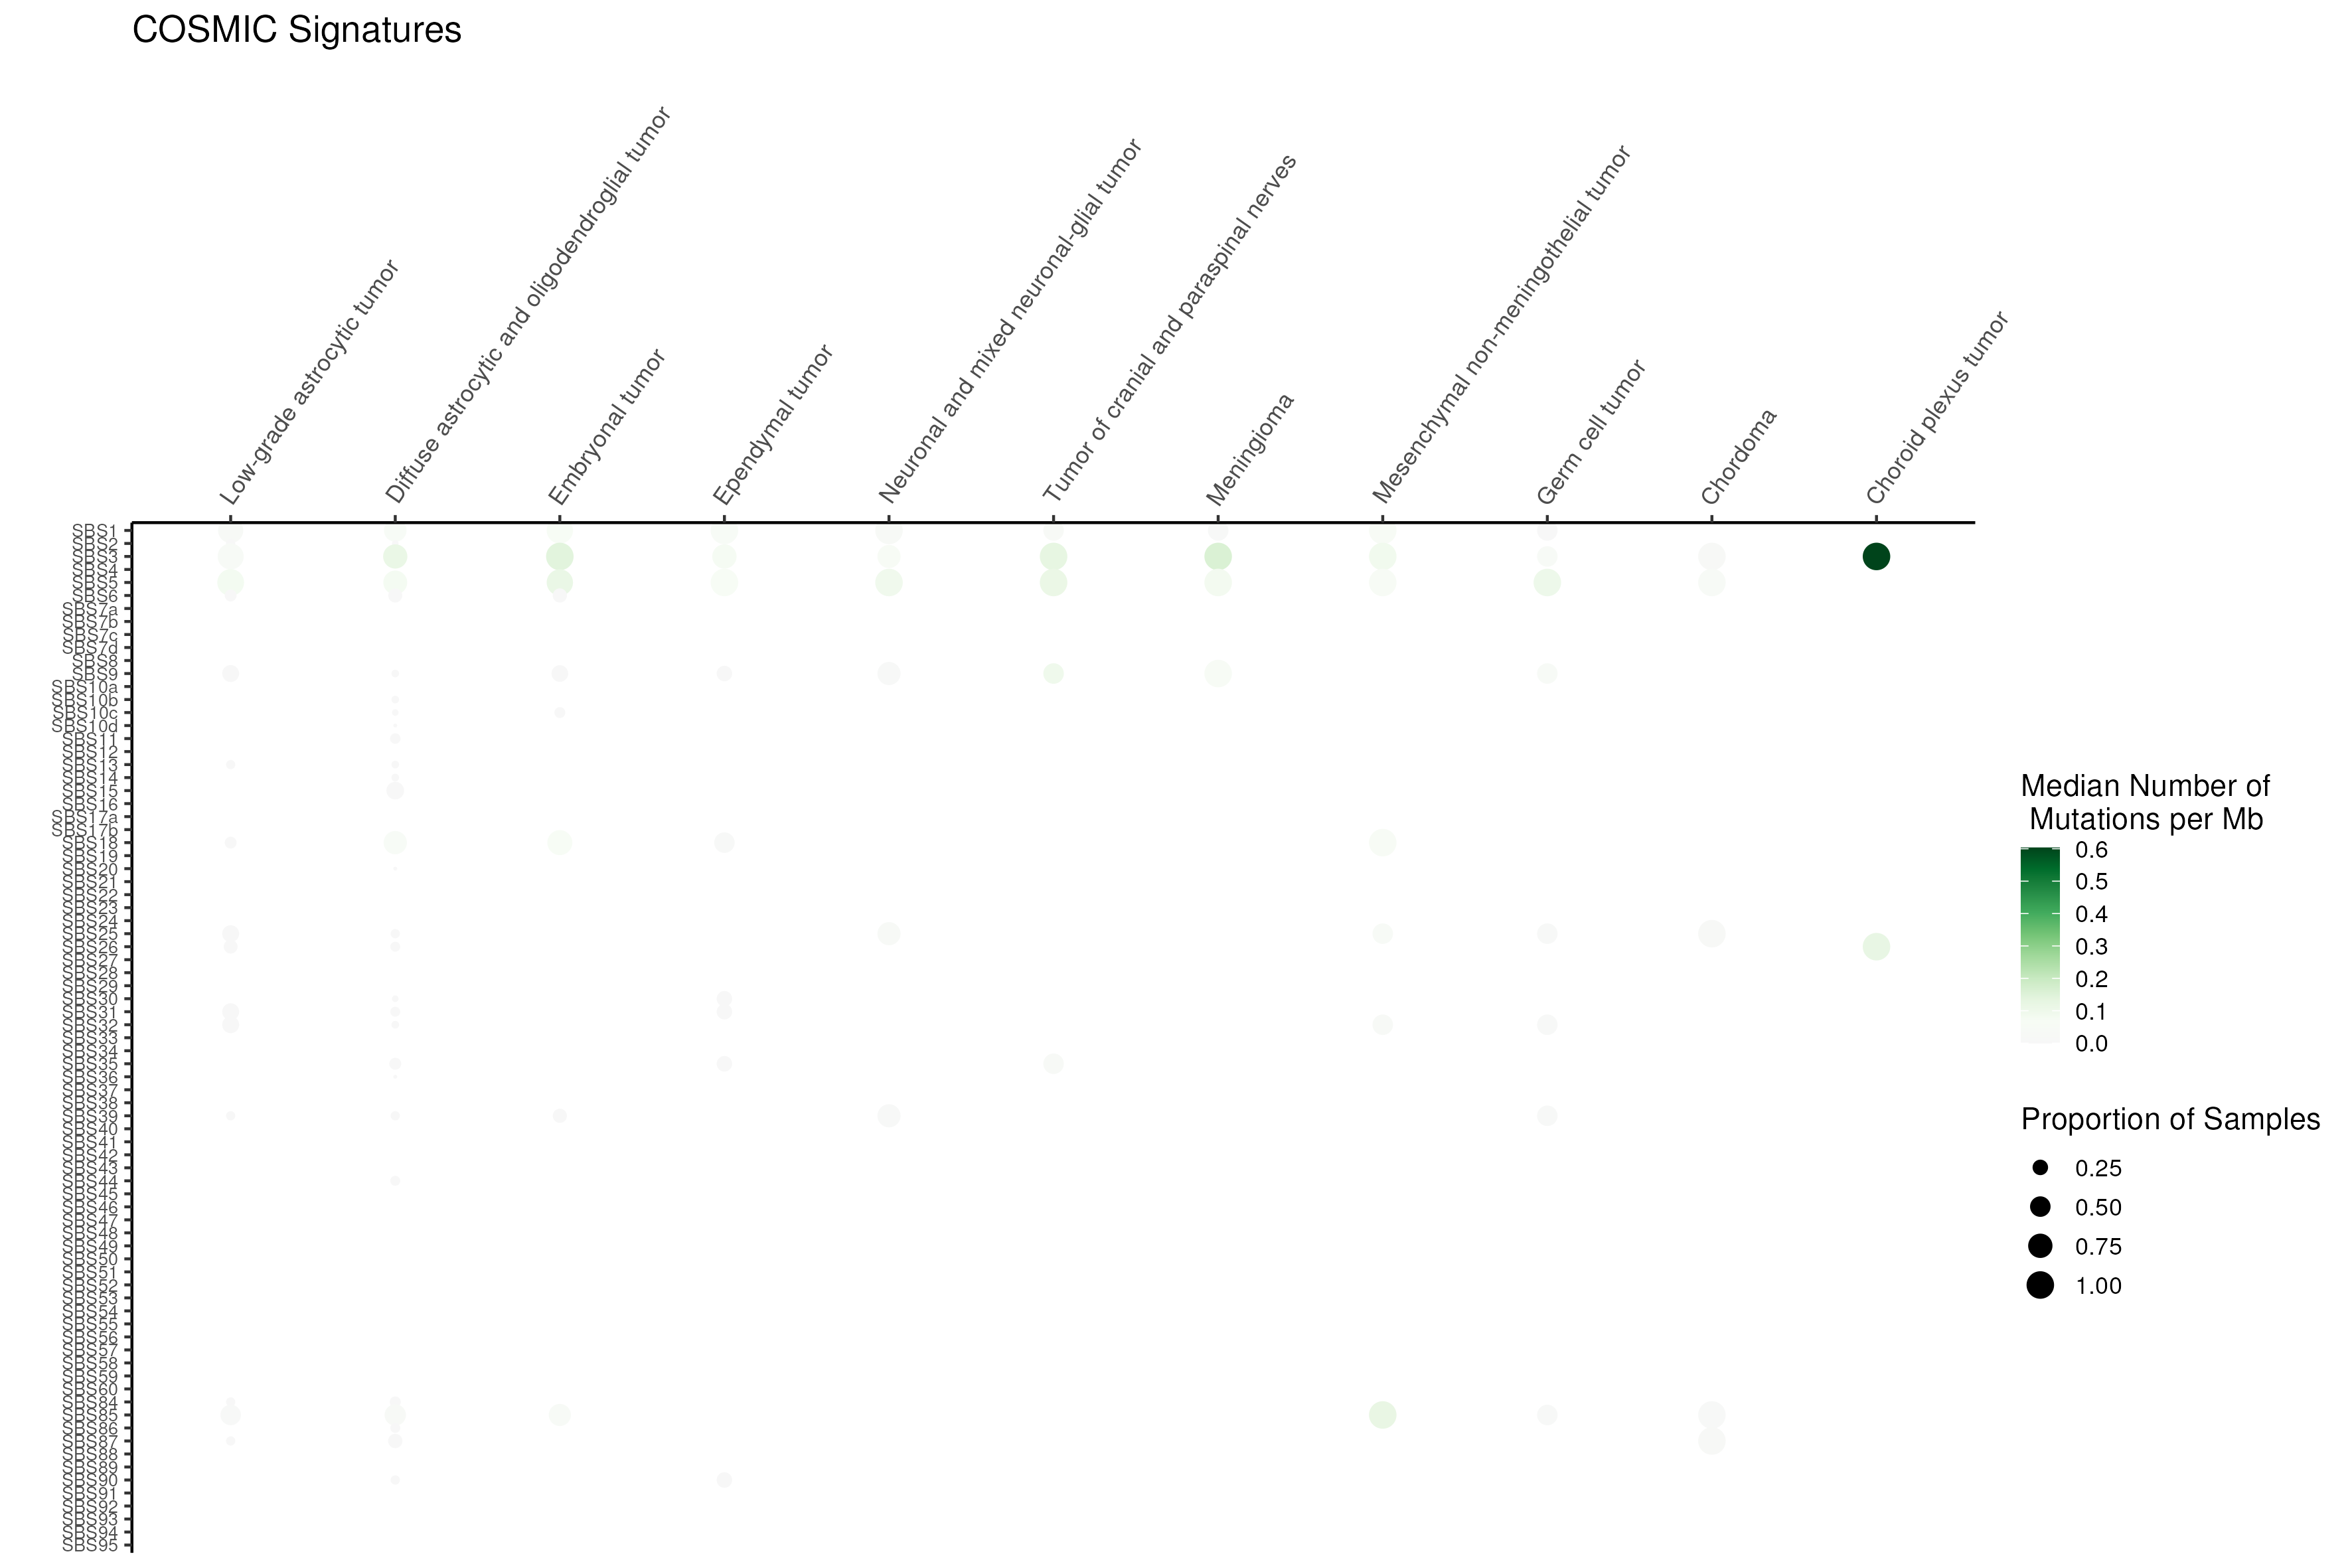 COSMIC Signatures
Low-grade astrocytic tumor
Diffuse astrocytic and oligodendroglial tumor
Embryonal tumor
Ependymal tumor
Neuronal and mixed neuronal-glial tumor
Tumor of cranial and paraspinal nerves
Meningioma
Mesenchymal non-meningothelial tumor
Germ cell tumor
Chordoma
Choroid plexus tumor
SBS1
SBS2
SBS3
SBS4
SBS5
SBS6
SBS7a
SBS7b
SBS7c
SBS7d
SBS8
SBS9
SBS10a
SBS10b
SBS10c
SBS10d
SBS11
SBS12
SBS13
SBS14
SBS15
SBS16
SBS17a
SBS17b
SBS18
SBS19
SBS20
SBS21
SBS22
SBS23
SBS24
SBS25
SBS26
SBS27
SBS28
SBS29
SBS30
SBS31
SBS32
SBS33
SBS34
SBS35
SBS36
SBS37
SBS38
SBS39
SBS40
SBS41
SBS42
SBS43
SBS44
SBS45
SBS46
SBS47
SBS48
SBS49
SBS50
SBS51
SBS52
SBS53
SBS54
SBS55
SBS56
SBS57
SBS58
SBS59
SBS60
SBS84
SBS85
SBS86
SBS87
SBS88
SBS89
SBS90
SBS91
SBS92
SBS93
SBS94
SBS95
Median Number of
Mutations per Mb
0.6
0.5
0.4
0.3
0.2
0.1
0.0
Proportion of Samples
0.25
0.50
0.75
1.00